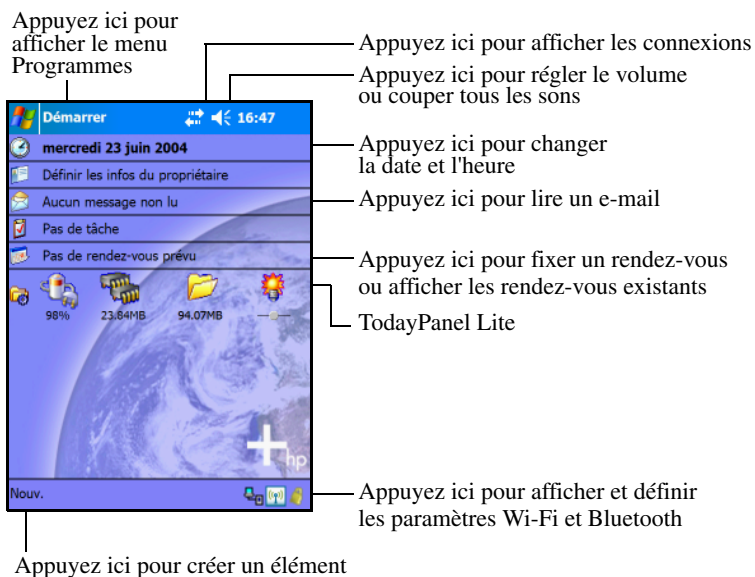 Appuyez ici pour
afficher le menu
Programmes
Appuyez ici pour afficher les connexions
Appuyez ici pour régler le volume
ou couper tous les sons
Démarrer 16:47
mercredi 23 juin 2004
Appuyez ici pour changer
la date et l'heure
Définir les infos du propriétaire
Aucun message non lu
Appuyez ici pour lire un e-mail
Pas de tâche
Pas de rendez-vous prévu
Appuyez ici pour fixer un rendez-vous
ou afficher les rendez-vous existants
98% 23.84MB 94.07MB
TodayPanel Lite
hp
Nouv.
Appuyez ici pour afficher et définir
les paramètres Wi-Fi et Bluetooth
Appuyez ici pour créer un élément